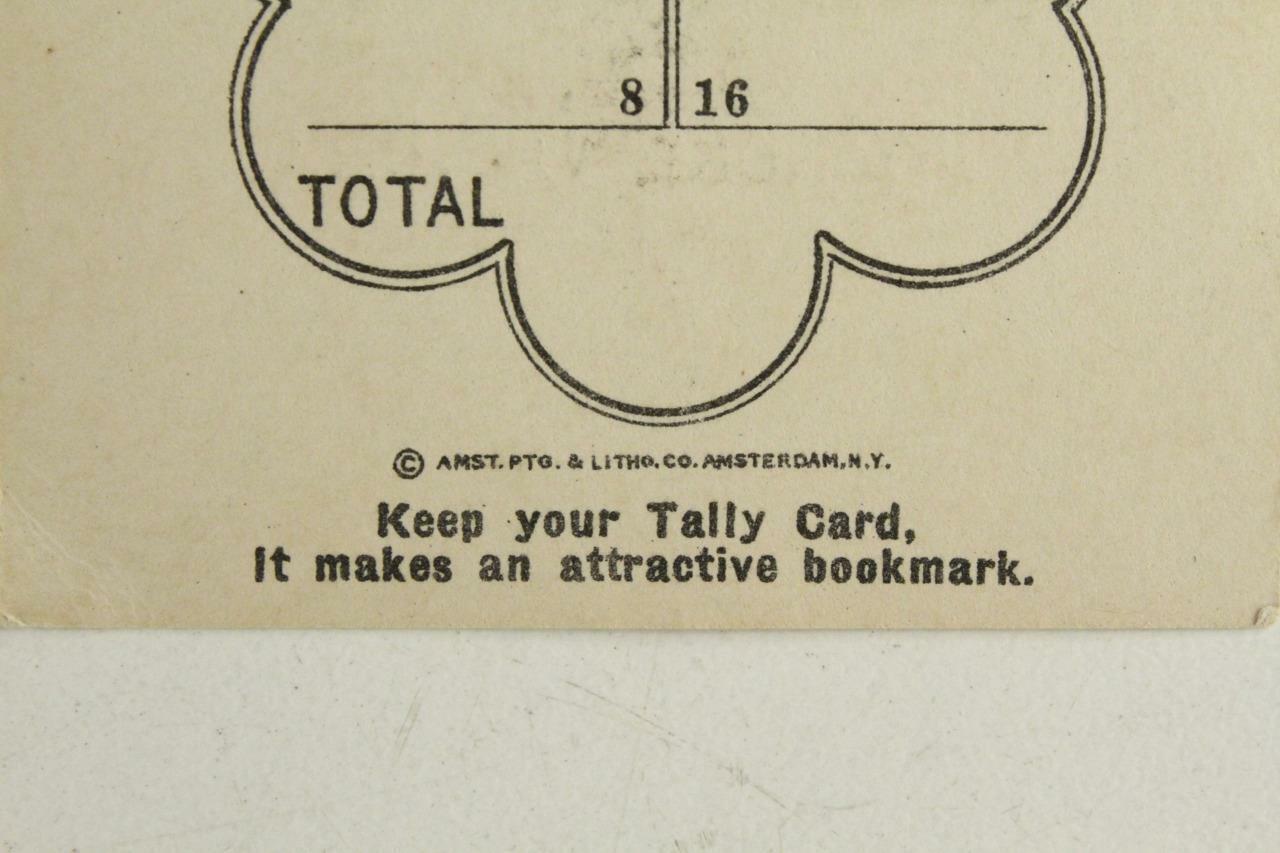 8 16
TOTAL
© AMST. PTG. & LITHO. CO. AMSTERDAM, N.Y.
Keep your Tally Card,
It makes an attractive bookmark.